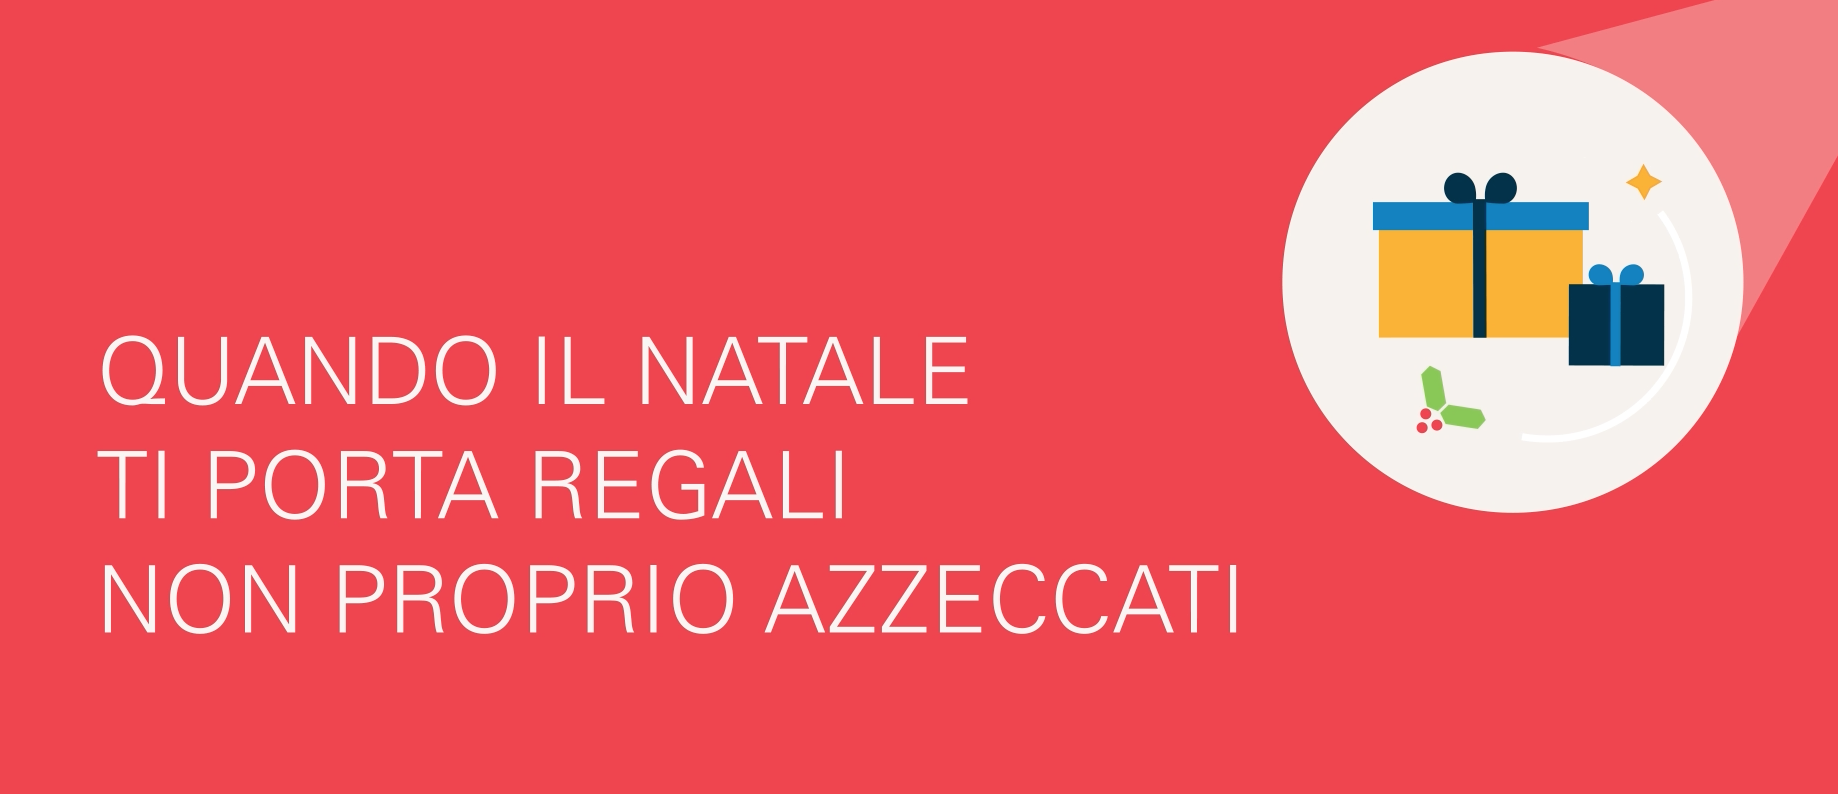 QUANDO IL NATALE
TI PORTA REGALI
NON PROPRIO AZZECCATI